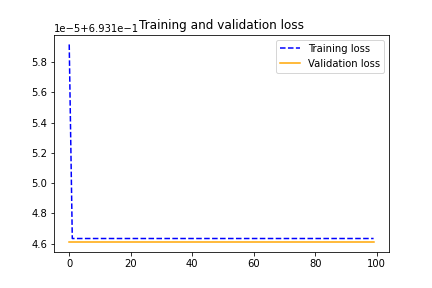 1e−5+6.931e−1
Training and validation loss
Training loss
Validation loss
5.8
5.6
5.4
5.2
5.0
4.8
4.6
0 20 40 60 80 100